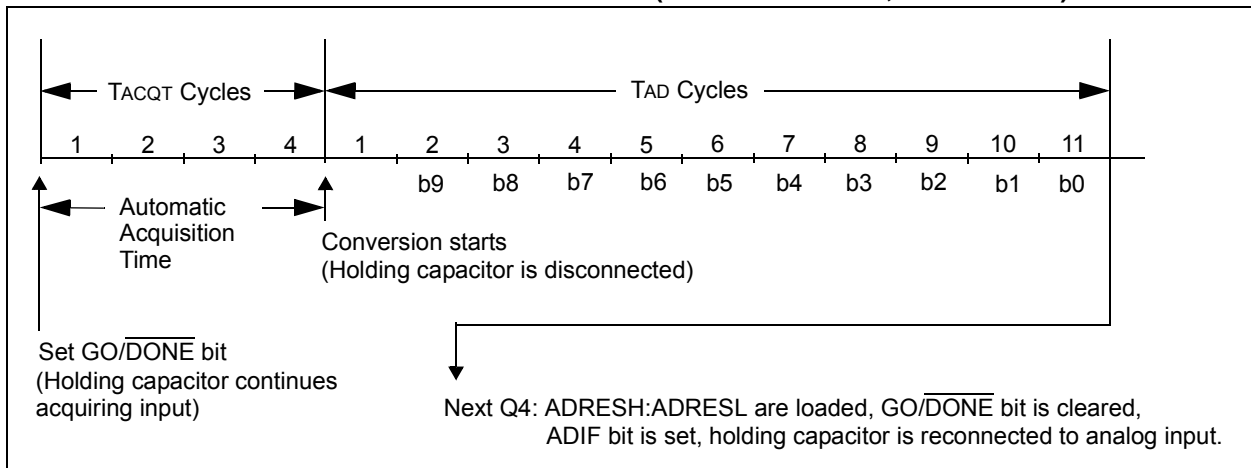 TACQT Cycles TAD Cycles
1 2 3 4 1 2 3 4 5 6 7 8 9 10 11
b9 b8 b7 b6 b5 b4 b3 b2 b1 b0
Automatic
Acquisition
Time
Conversion starts
(Holding capacitor is disconnected)
Set GO/DONE bit
(Holding capacitor continues
acquiring input)
Next Q4: ADRESH:ADRESL are loaded, GO/DONE bit is cleared,
ADIF bit is set, holding capacitor is reconnected to analog input.